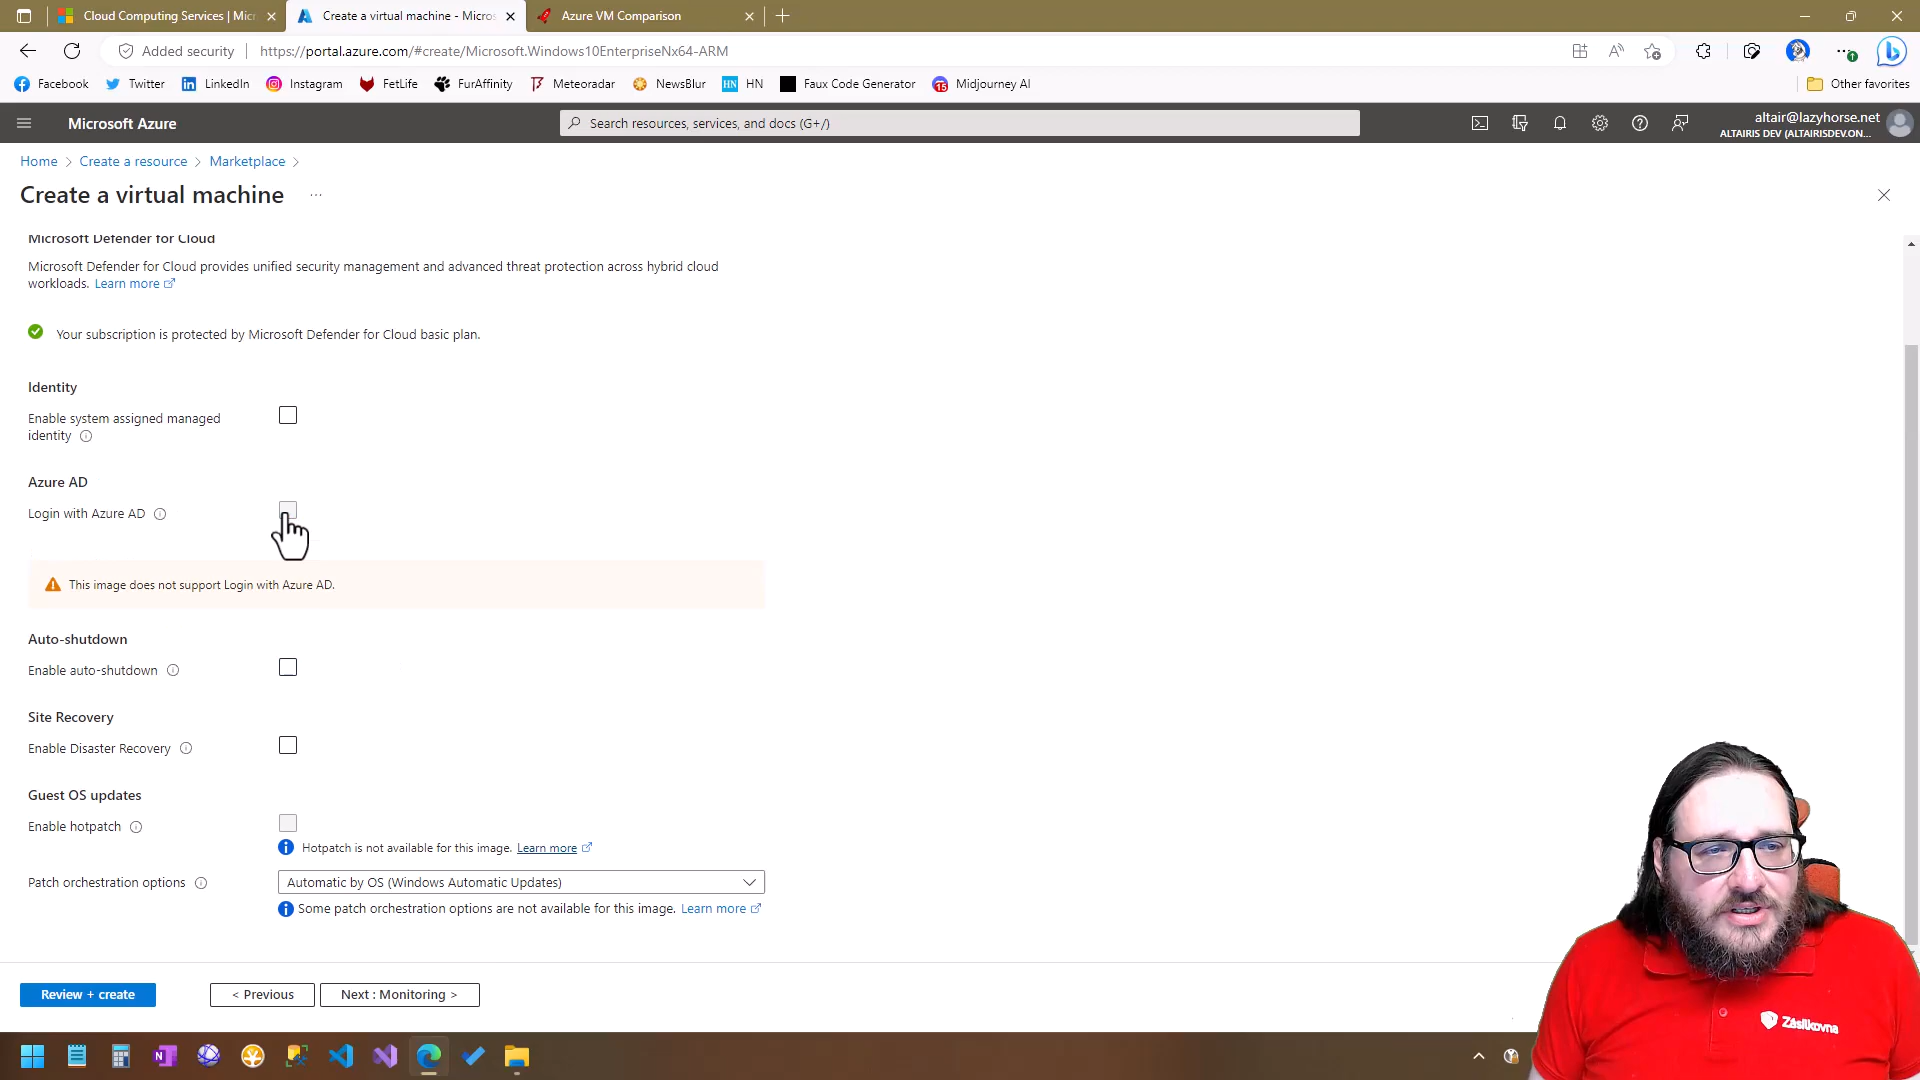 Cloud Computing Services | Micr
Create a virtual machine - Micros
Azure VM Comparison
Added security
https://portal.azure.com/#create/Microsoft.Windows10EnterpriseNx64-ARM
Facebook
Twitter
LinkedIn
Instagram
FetLife
FurAffinity
Meteoradar
NewsBlur
HN
HN
Faux Code Generator
15
Midjourney AI
Other favorites
Microsoft Azure
Search resources, services, and docs (G+/)
altair@lazyhorse.net
ALTAIRIS DEV (ALTAIRISDEV.ON...
Home > Create a resource > Marketplace >
Create a virtual machine ...
Microsoft Defender for Cloud
Microsoft Defender for Cloud provides unified security management and advanced threat protection across hybrid cloud
workloads. Learn more
Your subscription is protected by Microsoft Defender for Cloud basic plan.
Identity
Enable system assigned managed
identity
Azure AD
Login with Azure AD
This image does not support Login with Azure AD.
Auto-shutdown
Enable auto-shutdown
Site Recovery
Enable Disaster Recovery
Guest OS updates
Enable hotpatch
Hotpatch is not available for this image. Learn more
Patch orchestration options
Automatic by OS (Windows Automatic Updates)
Some patch orchestration options are not available for this image. Learn more
Review + create
< Previous
Next : Monitoring >
Zásilkovna